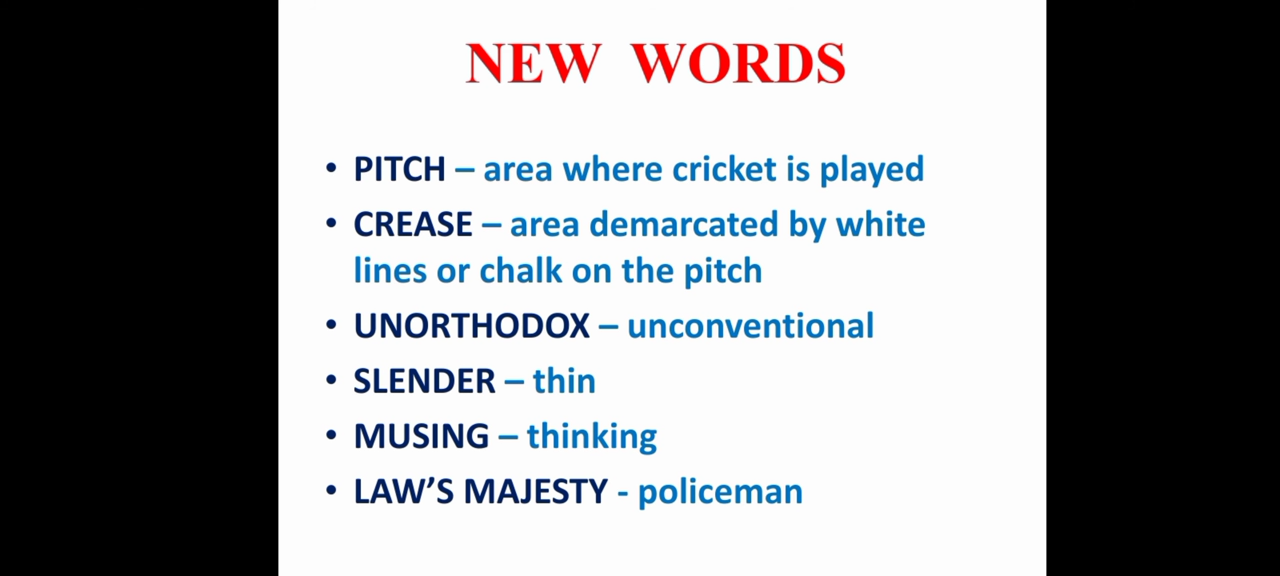 NEW WORDS
• PITCH – area where cricket is played
• CREASE – area demarcated by white
lines or chalk on the pitch
• UNORTHODOX – unconventional
• SLENDER – thin
• MUSING – thinking
• LAW’S MAJESTY - policeman